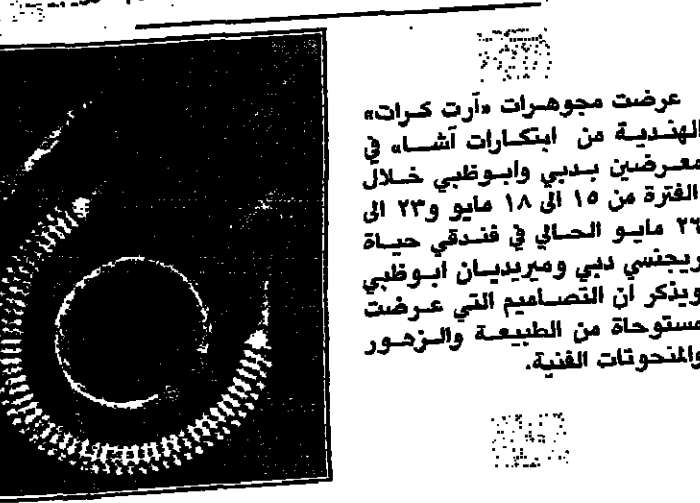 عرضت مجوهرات «آرت كرات»
الهندية من ابتكارات آشا» في
معرضين بدبي وابوظبي خلال
الفترة من ١٥ الى ١٨ مايو و٢٣ الى
٢٦ مايو الحالي في فندقي حياة
ريجنسي دبي وميريديان ابوظبي
ويذكر ان التصاميم التي عرضت
مستوحاة من الطبيعة والزهور
والمنحوتات الفنية.